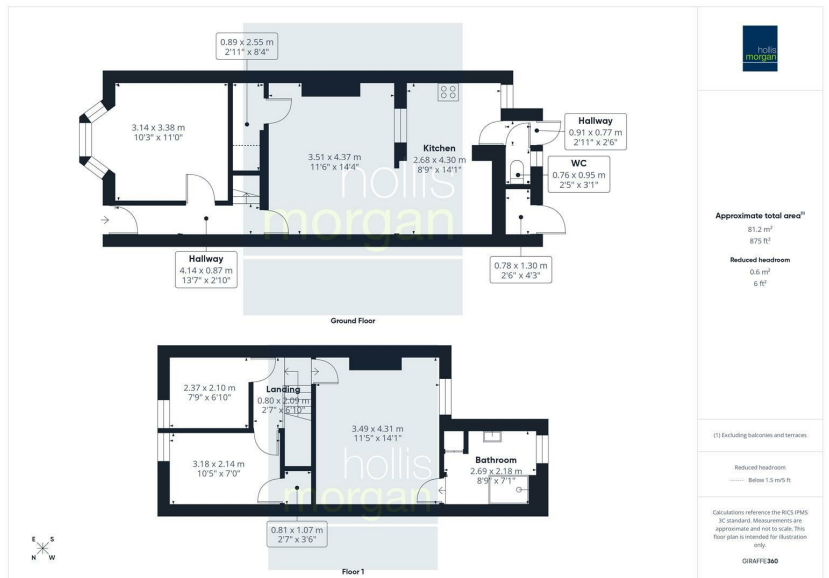 0.89 x 2.55 m
2'11" x 8'4"
3.14 x 3.38 m
10'3" x 11'0"
3.51 x 4.37 m
11'6" x 14'4"
Kitchen
2.68 x 4.30 m
8'9" x 14'1"
Hallway
0.91 x 0.77 m
2'11" x 2'6"
WC
0.76 x 0.95 m
2'5" x 3'1"
hollis
morgan
Hallway
4.14 x 0.87 m
13'7" x 2'10"
0.78 x 1.30 m
2'6" x 4'3"
Ground Floor
2.37 x 2.10 m
7'9" x 6'10"
Landing
0.80 x 2.09 m
2'7" x 6'10"
3.49 x 4.31 m
11'5" x 14'1"
3.18 x 2.14 m
10'5" x 7'0"
Bathroom
2.69 x 2.18 m
8'9" x 7'1"
hollis
morgan
0.81 x 1.07 m
2'7" x 3'6"
Floor 1
E S
N W
hollis
morgan
Approximate total area(1)
81.2 m²
875 ft²
Reduced headroom
0.6 m²
6 ft²
(1) Excluding balconies and terraces
Reduced headroom
Below 1.5 m/5 ft
Calculations reference the RICS IPMS
3C standard. Measurements are
approximate and not to scale. This
floor plan is intended for illustration
only.
GIRAFFE360